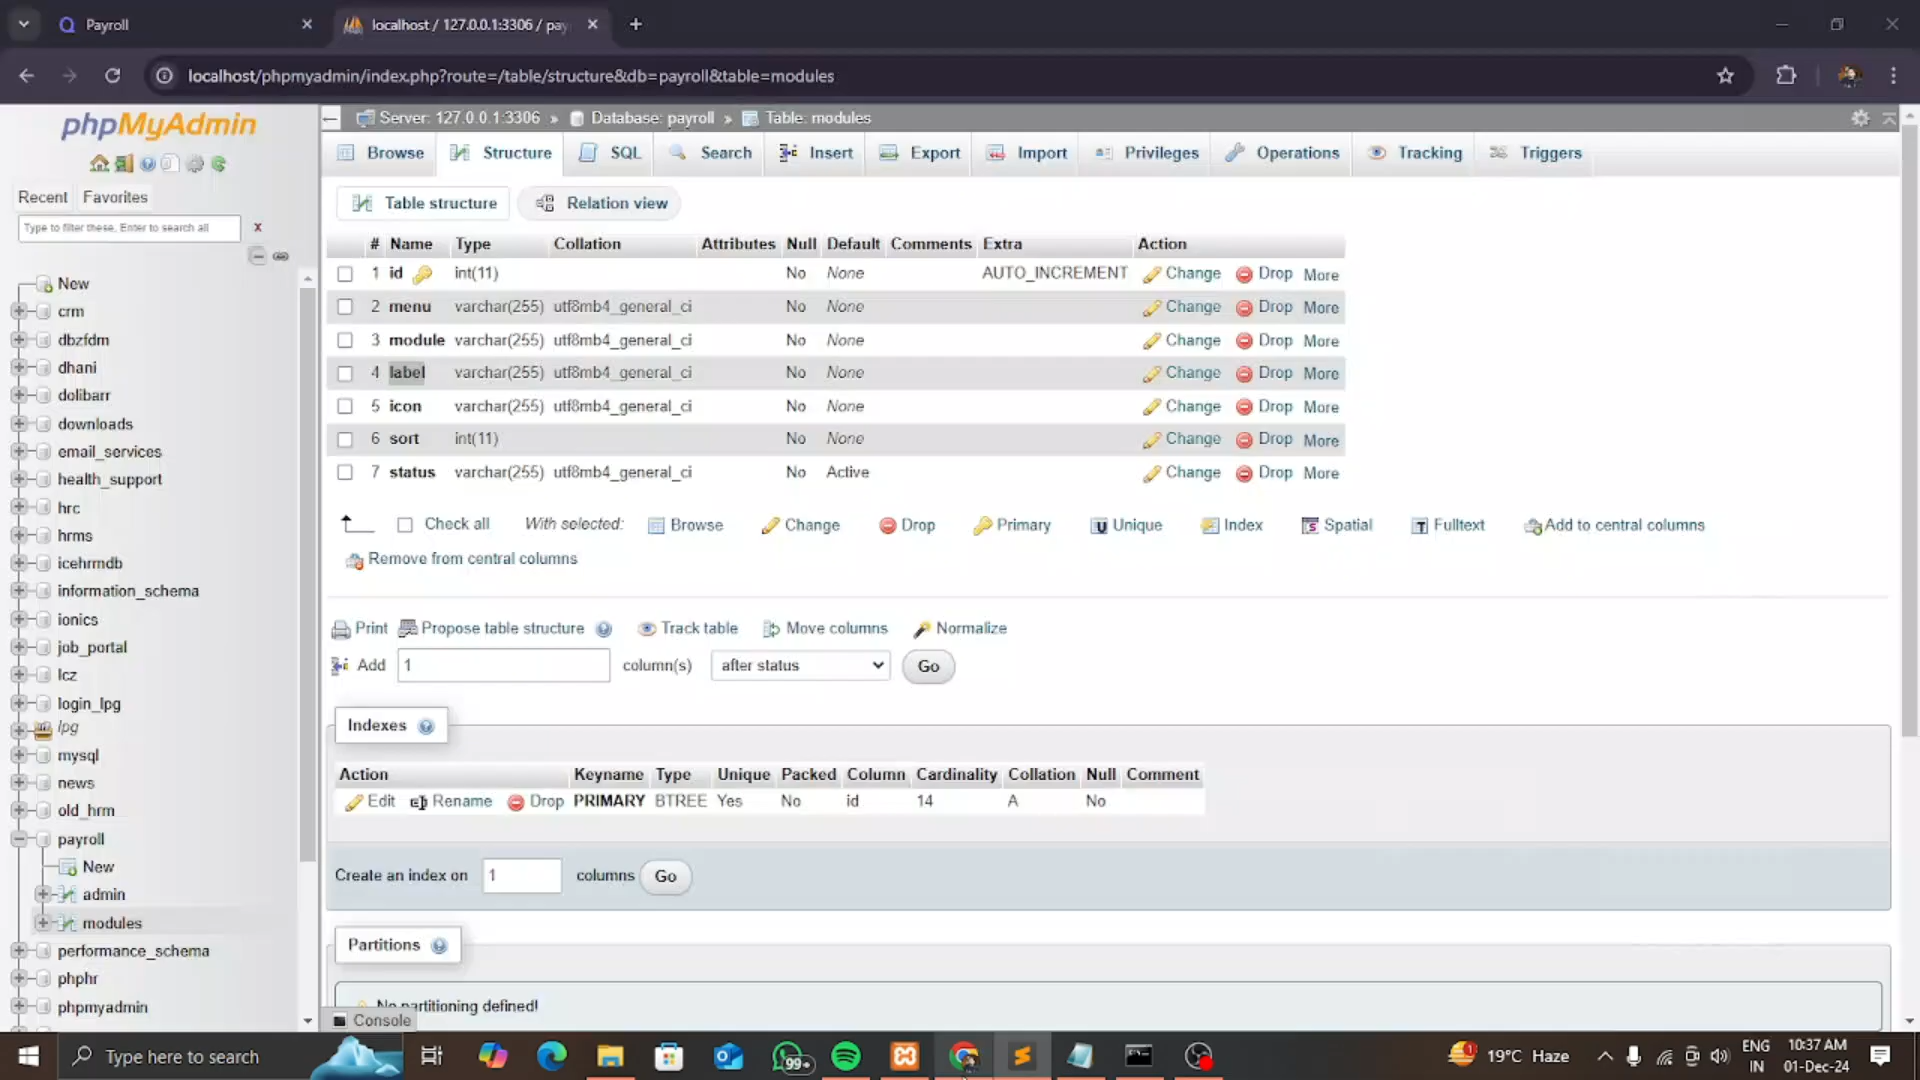 Payroll
localhost / 127.0.0.1:3306 / pay
localhost/phpmyadmin/index.php?route=/table/structure&db=payroll&table=modules
phpMyAdmin
Recent Favorites
Type to filter these, Enter to search all X
New
crm
dbzfdm
dhani
dolibarr
downloads
email_services
health_support
hrc
hrms
icehrmdb
information_schema
ionics
job_portal
lcz
login_lpg
lpg
mysql
news
old_hrm
payroll
New
admin
modules
performance_schema
phphr
phpmyadmin
Server: 127.0.0.1:3306 » Database: payroll » Table: modules
Browse Structure SQL Search Insert Export Import Privileges Operations Tracking Triggers
Table structure Relation view
# Name Type Collation Attributes Null Default Comments Extra Action
1 id int(11) No None AUTO_INCREMENT Change Drop More
2 menu varchar(255) utf8mb4_general_ci No None Change Drop More
3 module varchar(255) utf8mb4_general_ci No None Change Drop More
4 label varchar(255) utf8mb4_general_ci No None Change Drop More
5 icon varchar(255) utf8mb4_general_ci No None Change Drop More
6 sort int(11) No None Change Drop More
7 status varchar(255) utf8mb4_general_ci No Active Change Drop More
Check all With selected: Browse Change Drop Primary Unique Index Spatial Fulltext Add to central columns
Remove from central columns
Print Propose table structure Track table Move columns Normalize
Add 1 column(s) after status Go
Indexes
Action Keyname Type Unique Packed Column Cardinality Collation Null Comment
Edit Rename Drop PRIMARY BTREE Yes No id 14 A No
Create an index on 1 columns Go
Partitions
No partitioning defined!
Console
Type here to search
99+
19°C Haze
ENG
IN
10:37 AM
01-Dec-24